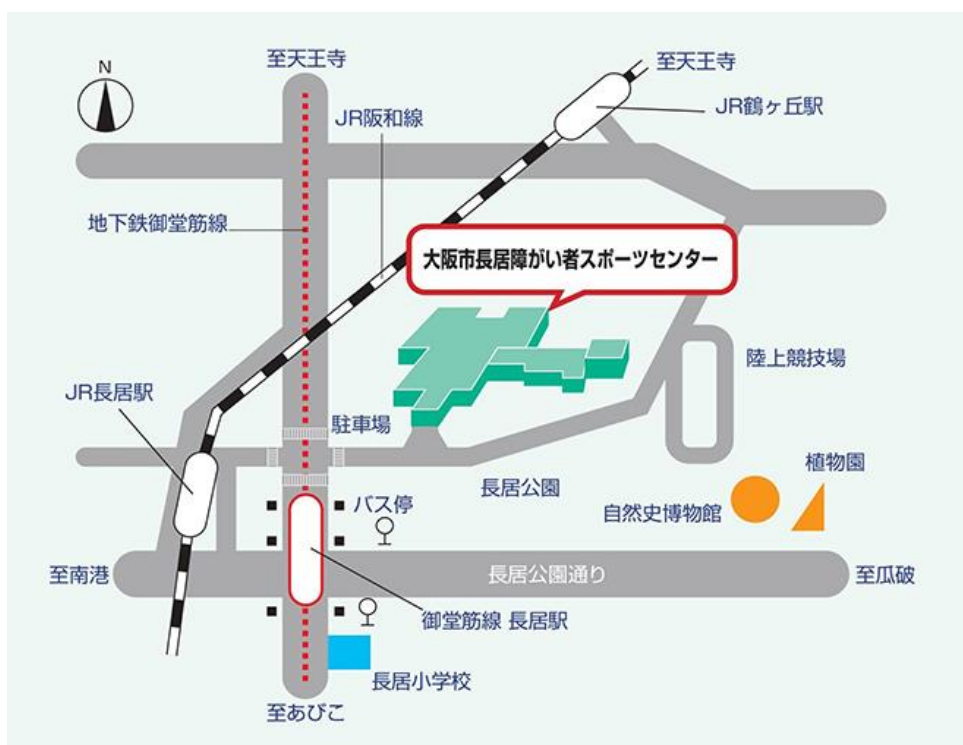 至天王寺
至天王寺
N
JR鶴ヶ丘駅
JR阪和線
地下鉄御堂筋線
大阪市長居障がい者スポーツセンター
陸上競技場
JR長居駅
駐車場
植物園
長居公園
バス停
自然史博物館
至南港
長居公園通り
至瓜破
御堂筋線 長居駅
長居小学校
至あびこ